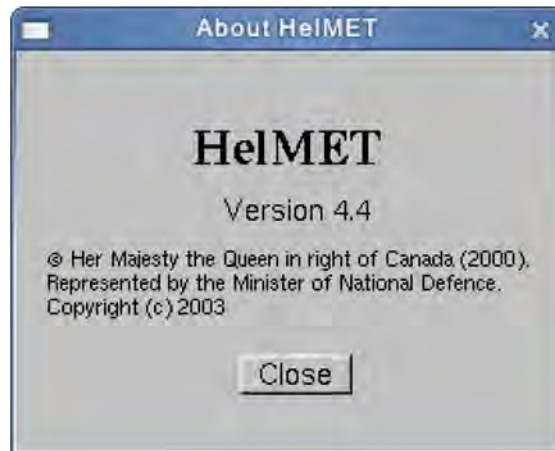 About HelMET
HelMET
Version 4.4
© Her Majesty the Queen in right of Canada (2000).
Represented by the Minister of National Defence.
Copyright (c) 2003
Close